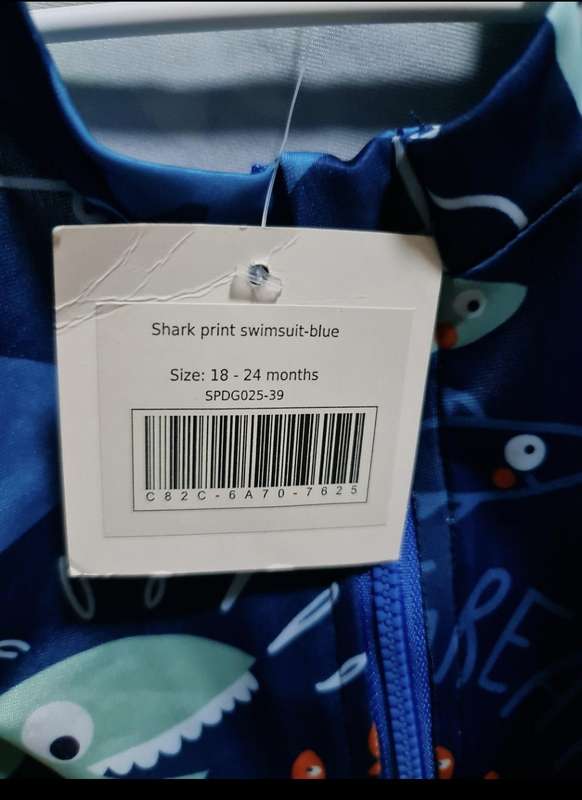 Shark print swimsuit-blue
Size: 18 - 24 months
SPDG025-39
C82C-6A70-7625